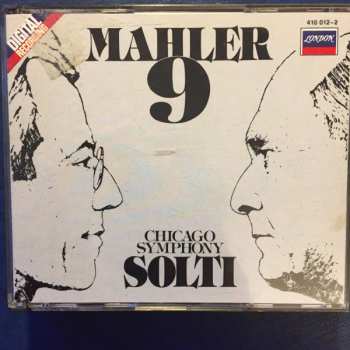 DIGITAL
RECORDING
410 012-2
LONDON
MAHLER
9
CHICAGO
SYMPHONY
SOLTI